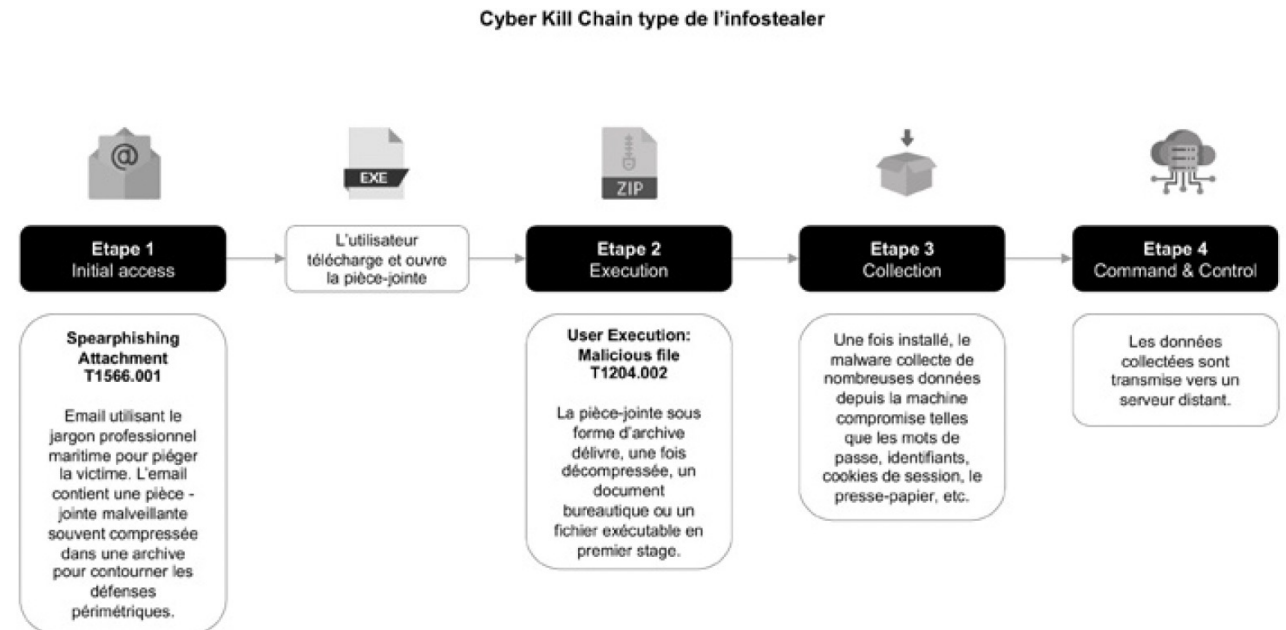 Cyber Kill Chain type de l'infostealer
@
EXE
ZIP
Etape 1
Initial access
L'utilisateur
télécharge et ouvre
la pièce-jointe
Etape 2
Execution
Etape 3
Collection
Etape 4
Command & Control
Spearphishing
Attachment
T1566.001
Email utilisant le
jargon professionnel
maritime pour piéger
la victime. L'email
contient une pièce -
jointe malveillante
souvent compressée
dans une archive
pour contourner les
défenses
périmétriques.
User Execution:
Malicious file
T1204.002
La pièce-jointe sous
forme d'archive
délivre, une fois
décompressée, un
document
bureautique ou un
fichier exécutable en
premier stage.
Une fois installé, le
malware collecte de
nombreuses données
depuis la machine
compromise telles
que les mots de
passe, identifiants,
cookies de session, le
presse-papier, etc.
Les données
collectées sont
transmise vers un
serveur distant.